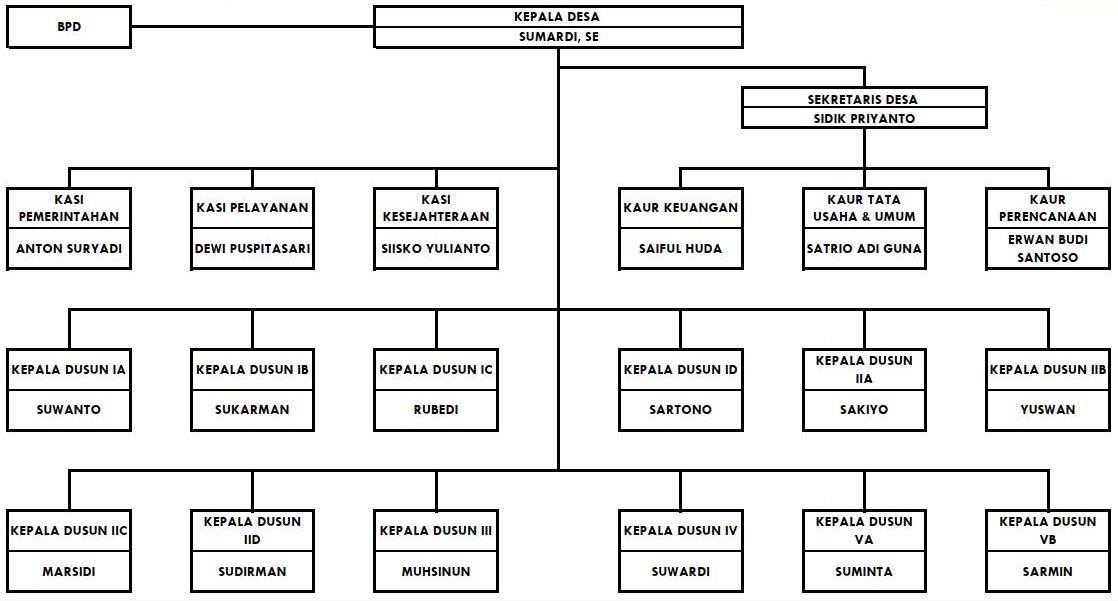 BPD
KEPALA DESA
SUMARDI, SE
SEKRETARIS DESA
SIDIK PRIYANTO
KASI
PEMERINTAHAN
ANTON SURYADI
KASI PELAYANAN
DEWI PUSPITASARI
KASI
KESEJAHTERAAN
SIISKO YULIANTO
KAUR KEUANGAN
SAIFUL HUDA
KAUR TATA
USAHA & UMUM
SATRIO ADI GUNA
KAUR
PERENCANAAN
ERWAN BUDI
SANTOSO
KEPALA DUSUN IA
SUWANTO
KEPALA DUSUN IB
SUKARMAN
KEPALA DUSUN IC
RUBEDI
KEPALA DUSUN ID
SARTONO
KEPALA DUSUN
IIA
SAKIYO
KEPALA DUSUN IIB
YUSWAN
KEPALA DUSUN IIC
MARSIDI
KEPALA DUSUN
IID
SUDIRMAN
KEPALA DUSUN III
MUHSINUN
KEPALA DUSUN IV
SUWARDI
KEPALA DUSUN
VA
SUMINTA
KEPALA DUSUN
VB
SARMIN